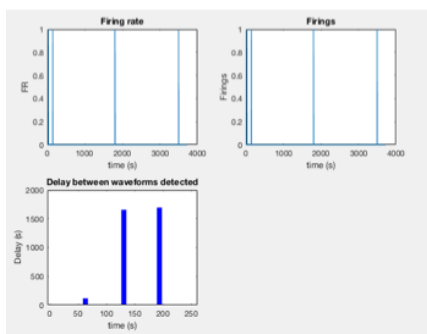 Firing rate
1
0.8
0.6
0.4
0.2
0
FR
0 1000 2000 3000 4000
time (s)
Firings
1
0.8
0.6
0.4
0.2
0
Firings
0 1000 2000 3000 4000
time (s)
Delay between waveforms detected
2000
1500
1000
500
0
Delay (s)
0 50 100 150 200 250
time (s)